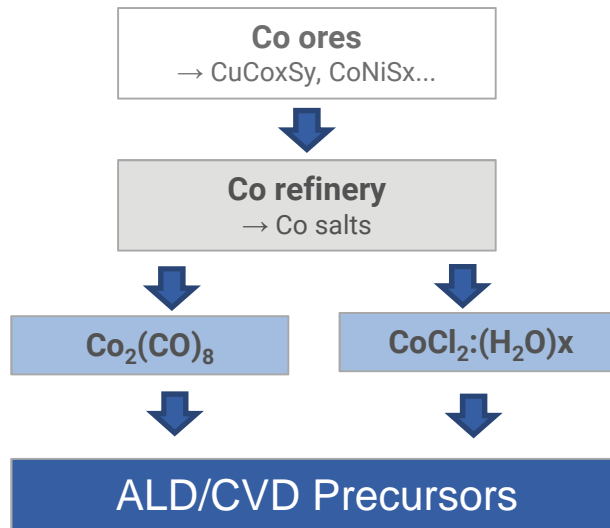 Co ores
→ CuCoxSy, CoNiSx...
Co refinery
→ Co salts
Co₂(CO)₈
CoCl₂:(H₂O)x
ALD/CVD Precursors